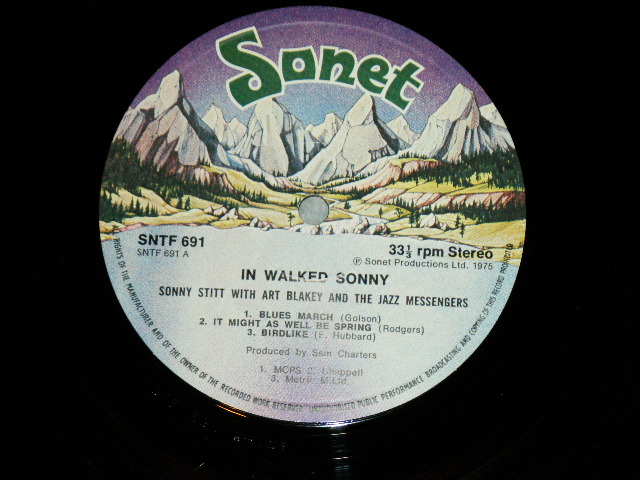 Sonet
SNTF 691
SNTF 691 A
33⅓ rpm Stereo
℗ Sonet Productions Ltd. 1975
IN WALKED SONNY
SONNY STITT WITH ART BLAKEY AND THE JAZZ MESSENGERS
1. BLUES MARCH (Golson)
2. IT MIGHT AS WELL BE SPRING (Rodgers)
3. BIRDLIKE (F. Hubbard)
Produced by Sam Charters
1. MCPS 2. Chappell
3. Metric M.Ltd.
RIGHTS OF THE MANUFACTURER AND OF THE OWNER OF THE RECORDED WORK RESERVED. UNAUTHORISED PUBLIC PERFORMANCE BROADCASTING AND COPYING OF THIS RECORD PROHIBITED